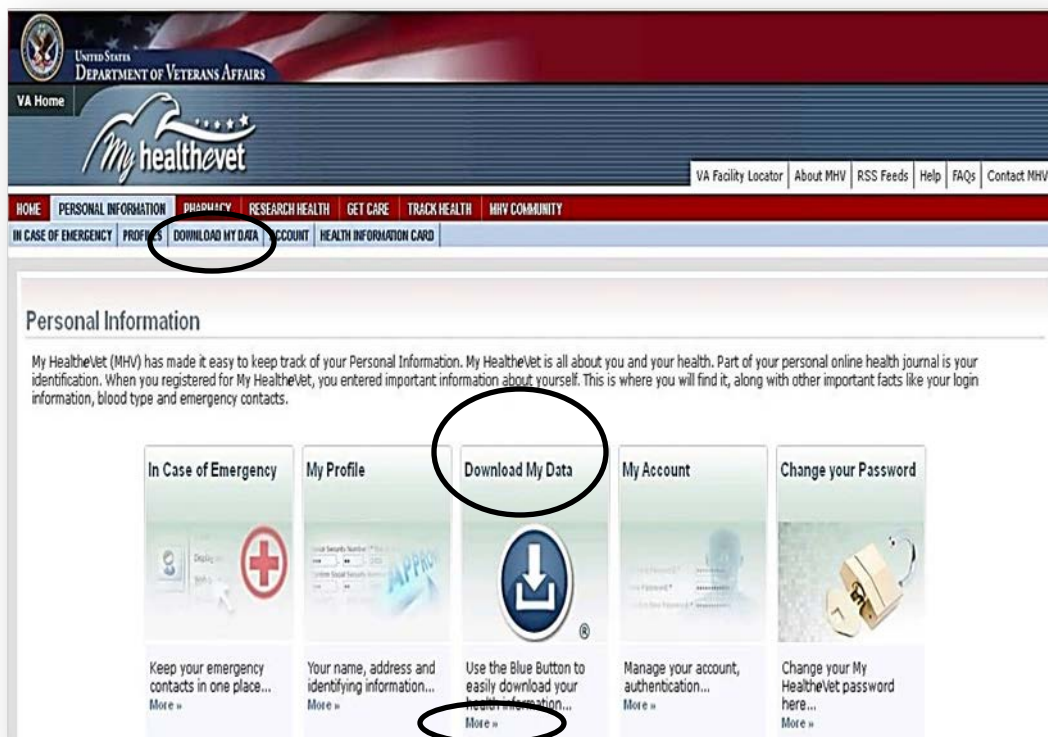 UNITED STATES
DEPARTMENT OF VETERANS AFFAIRS
VA Home
My healthevet
VA Facility Locator About MHV RSS Feeds Help FAQs Contact MHV
HOME PERSONAL INFORMATION PHARMACY RESEARCH HEALTH GET CARE TRACK HEALTH MHV COMMUNITY
IN CASE OF EMERGENCY PROFILES DOWNLOAD MY DATA ACCOUNT HEALTH INFORMATION CARD
Personal Information
My HealtheVet (MHV) has made it easy to keep track of your Personal Information. My HealtheVet is all about you and your health. Part of your personal online health journal is your
identification. When you registered for My HealtheVet, you entered important information about yourself. This is where you will find it, along with other important facts like your login
information, blood type and emergency contacts.
In Case of Emergency
Keep your emergency
contacts in one place...
More »
My Profile
APPRO
Your name, address and
identifying information...
More »
Download My Data
®
Use the Blue Button to
easily download your
health information...
More »
My Account
Manage your account,
authentication...
More »
Change your Password
Change your My
HealtheVet password
here...
More »